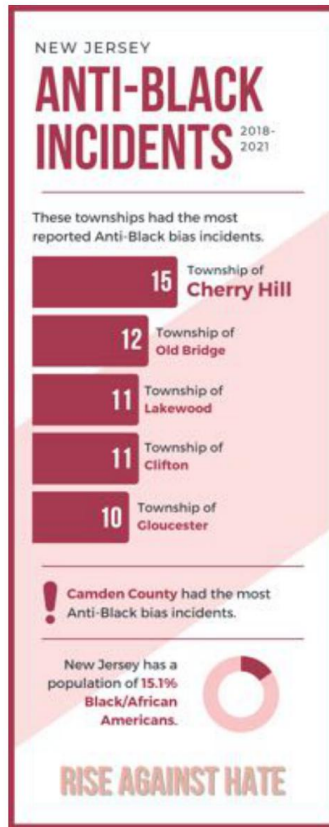 NEW JERSEY
ANTI-BLACK
INCIDENTS 2018-
2021
These townships had the most
reported Anti-Black bias incidents.
15 Township of
Cherry Hill
12 Township of
Old Bridge
11 Township of
Lakewood
11 Township of
Clifton
10 Township of
Gloucester
! Camden County had the most
Anti-Black bias incidents.
New Jersey has a
population of 15.1%
Black/African
Americans.
RISE AGAINST HATE